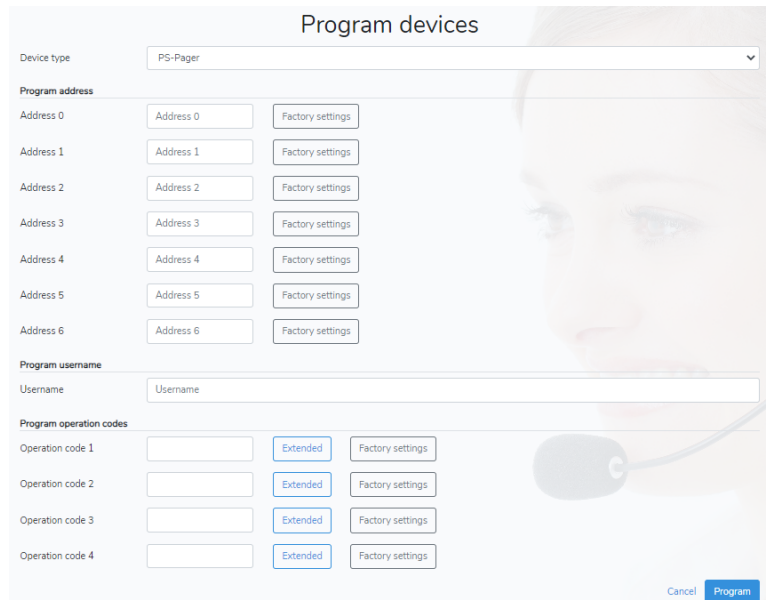 Program devices
Device type PS-Pager
Program address
Address 0 Address 0 Factory settings
Address 1 Address 1 Factory settings
Address 2 Address 2 Factory settings
Address 3 Address 3 Factory settings
Address 4 Address 4 Factory settings
Address 5 Address 5 Factory settings
Address 6 Address 6 Factory settings
Program username
Username Username
Program operation codes
Operation code 1 Extended Factory settings
Operation code 2 Extended Factory settings
Operation code 3 Extended Factory settings
Operation code 4 Extended Factory settings
Cancel Program